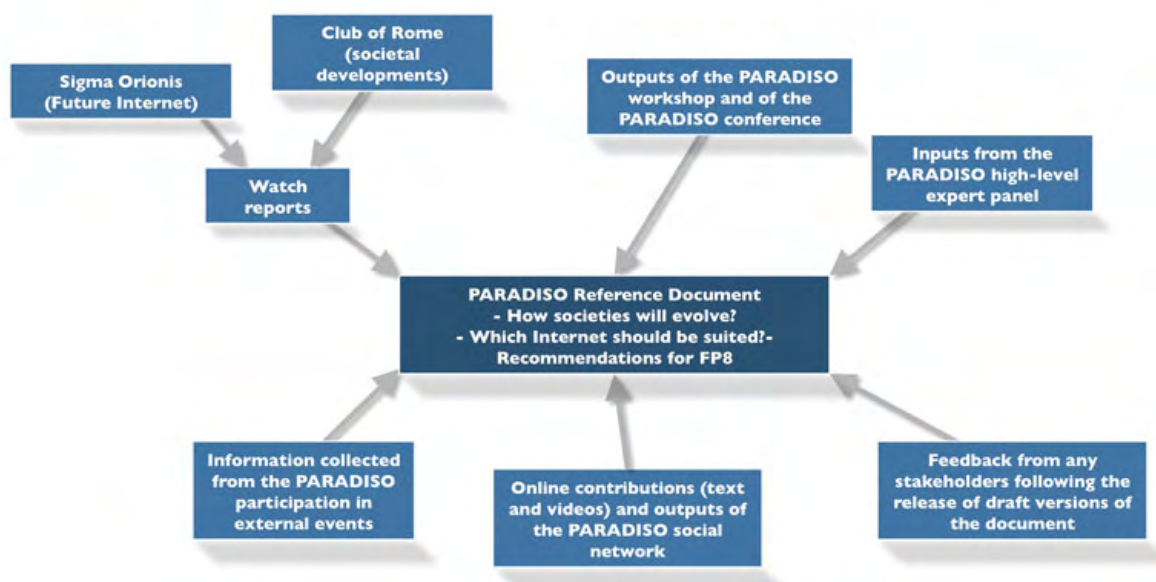 Club of Rome
(societal
developments)
Sigma Orionis
(Future Internet)
Outputs of the PARADISO
workshop and of the
PARADISO conference
Inputs from the
PARADISO high-level
expert panel
Watch
reports
PARADISO Reference Document
- How societies will evolve?
- Which Internet should be suited?-
Recommendations for FP8
Information collected
from the PARADISO
participation in
external events
Online contributions (text
and videos) and outputs of
the PARADISO social
network
Feedback from any
stakeholders following the
release of draft versions of
the document